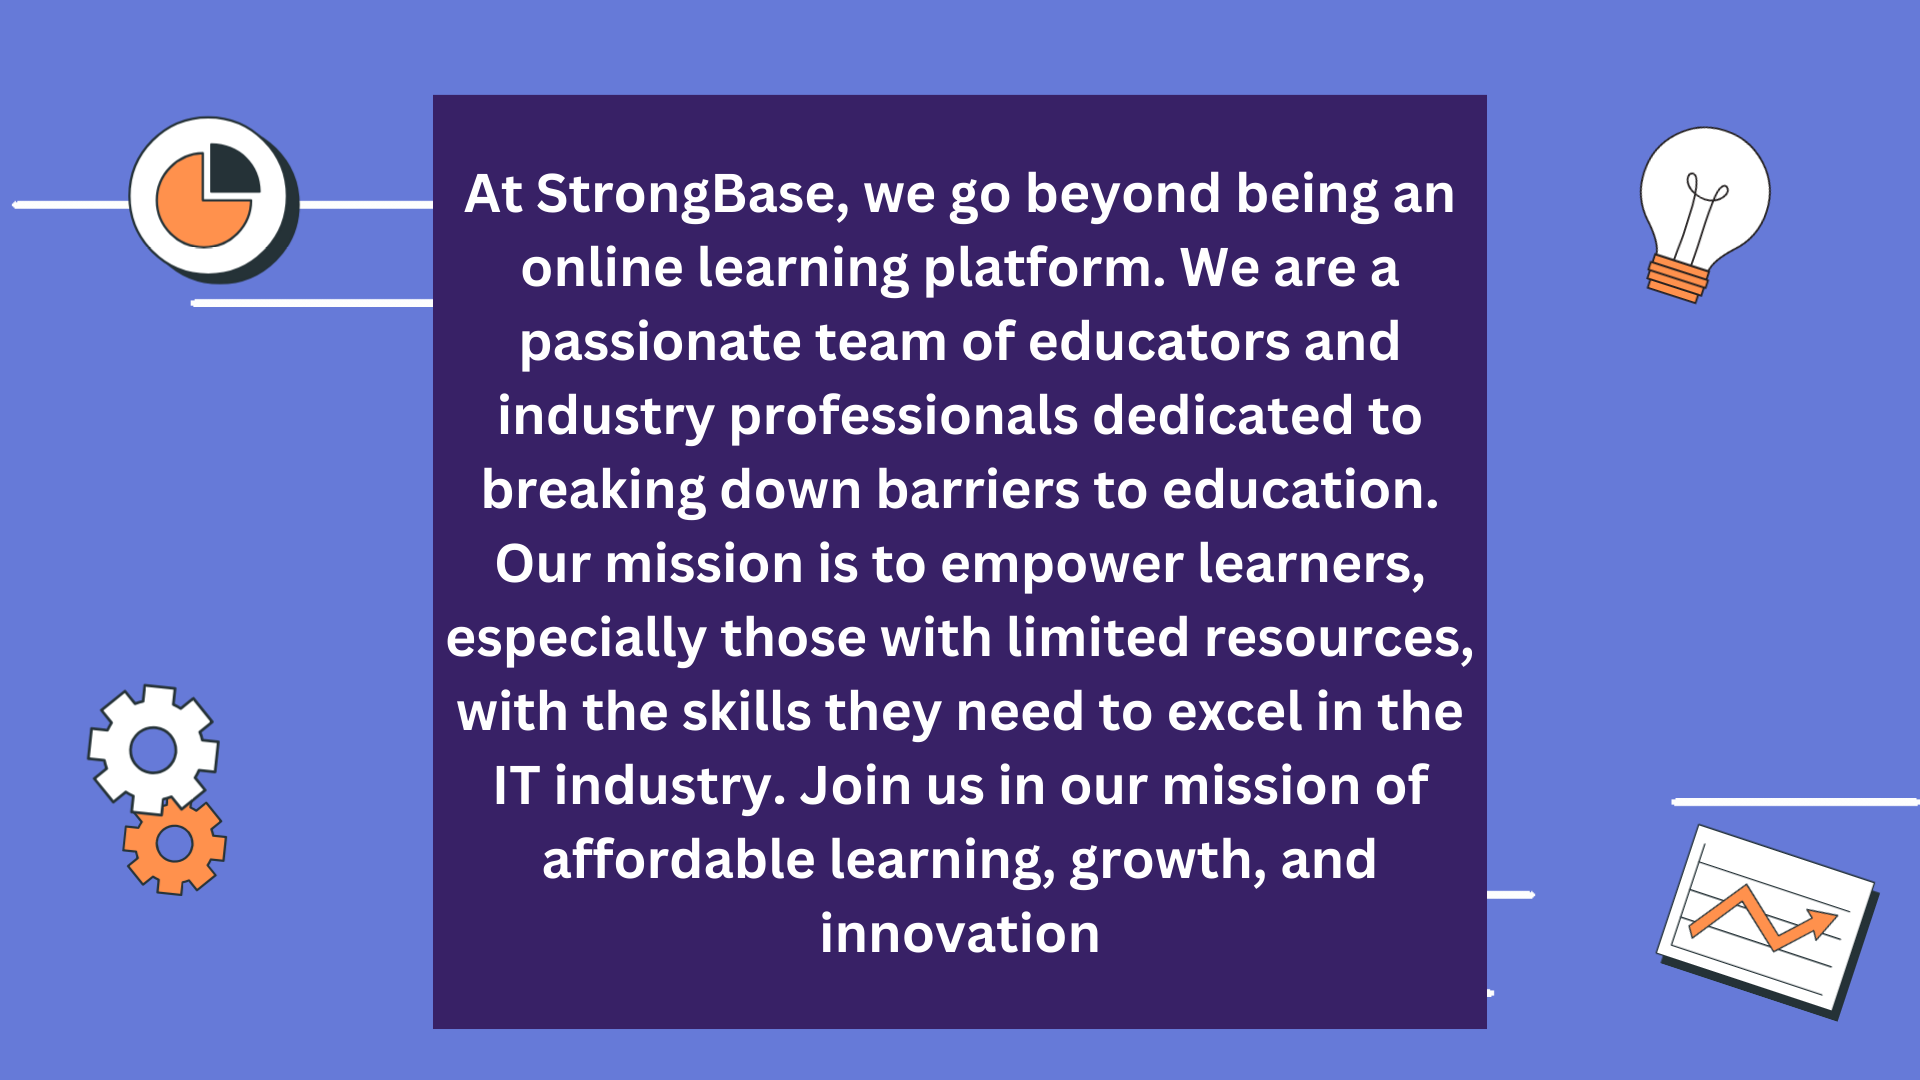 At StrongBase, we go beyond being an
online learning platform. We are a
passionate team of educators and
industry professionals dedicated to
breaking down barriers to education.
Our mission is to empower learners,
especially those with limited resources,
with the skills they need to excel in the
IT industry. Join us in our mission of
affordable learning, growth, and
innovation